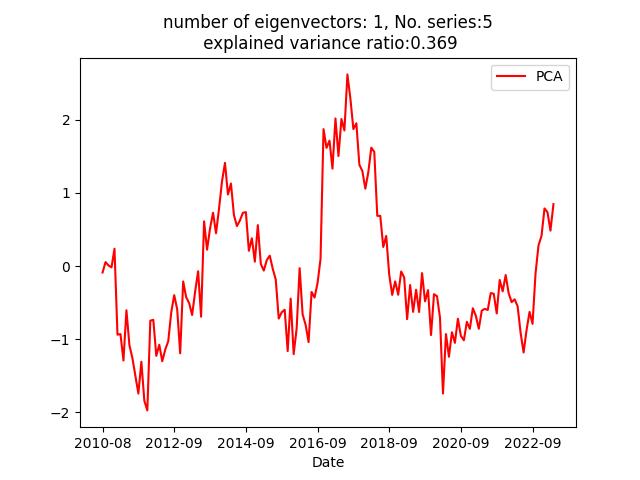 number of eigenvectors: 1, No. series:5
explained variance ratio:0.369
PCA
2
1
0
−1
−2
2010-08 2012-09 2014-09 2016-09 2018-09 2020-09 2022-09
Date